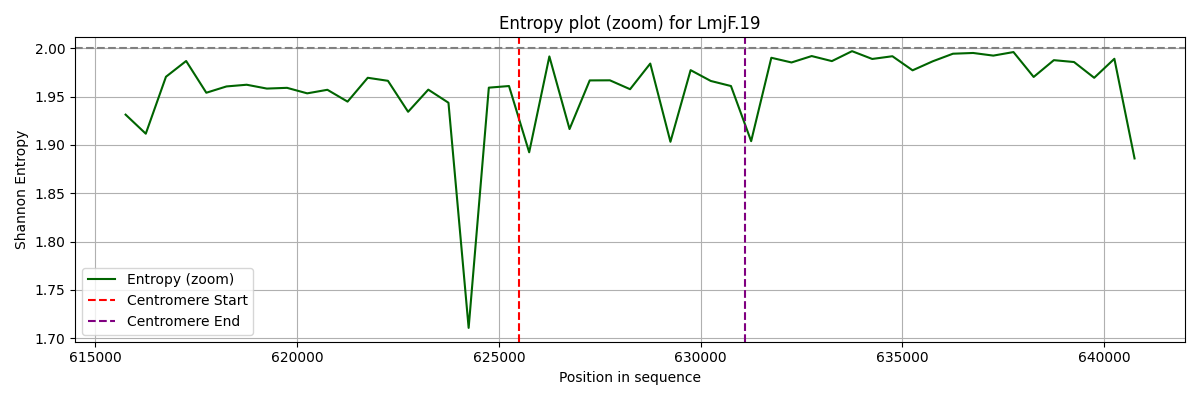 Entropy plot (zoom) for LmjF.19
Shannon Entropy
2.00
1.95
1.90
1.85
1.80
1.75
1.70
Entropy (zoom)
Centromere Start
Centromere End
615000 620000 625000 630000 635000 640000
Position in sequence